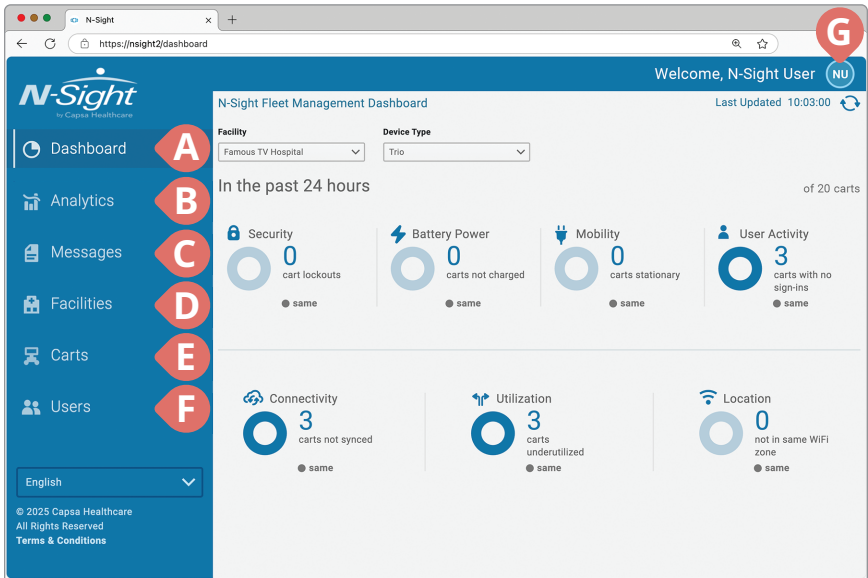 N-Sight
https://nsight2/dashboard
G
Welcome, N-Sight User
NU
N-Sight
by Capsa Healthcare
Dashboard
A
Analytics
B
Messages
C
Facilities
D
Carts
E
Users
F
English
© 2025 Capsa Healthcare
All Rights Reserved
Terms & Conditions
N-Sight Fleet Management Dashboard
Last Updated 10:03:00
Facility
Device Type
Famous TV Hospital
Trio
In the past 24 hours
of 20 carts
Security
0
cart lockouts
same
Battery Power
0
carts not charged
same
Mobility
0
carts stationary
same
User Activity
3
carts with no
sign-ins
same
Connectivity
3
carts not synced
same
Utilization
3
carts
underutilized
same
Location
0
not in same WiFi
zone
same